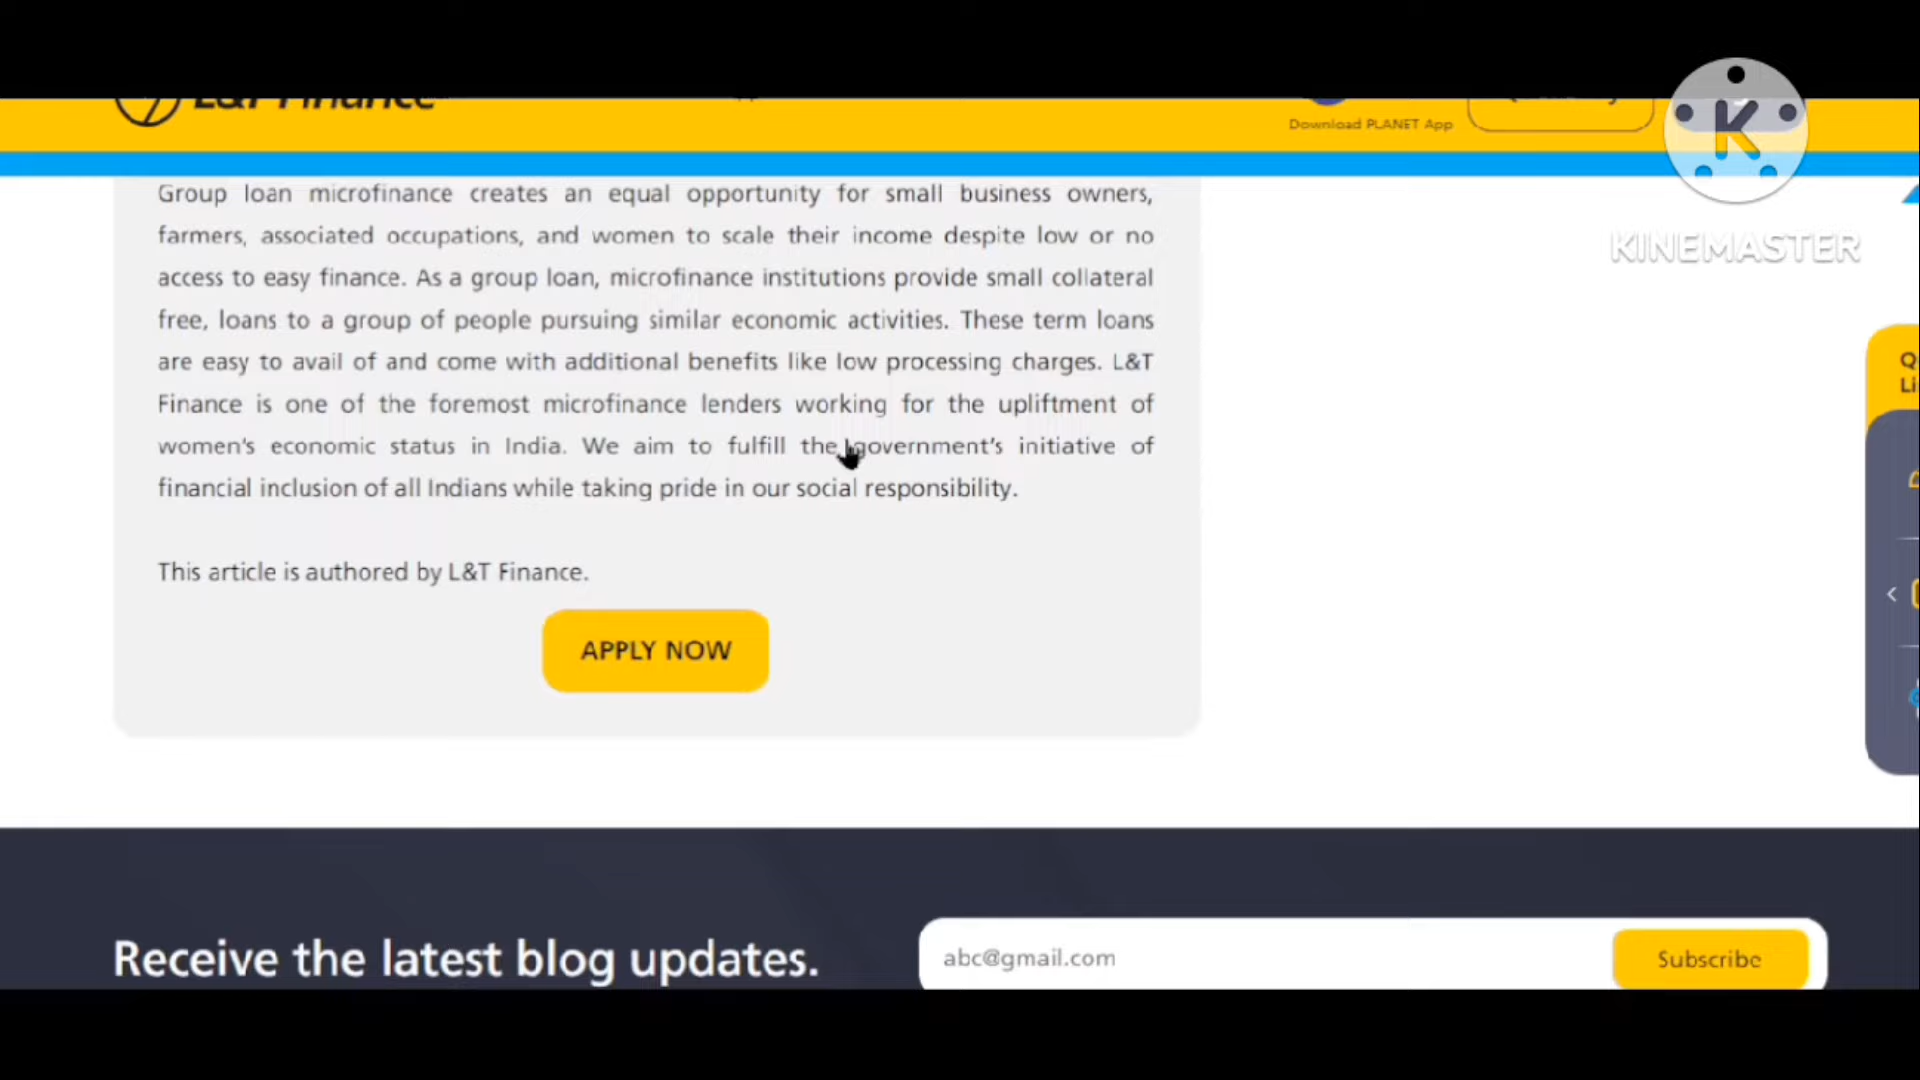 L&T Finance
Download PLANET App
K
KINEMASTER
Group loan microfinance creates an equal opportunity for small business owners,
farmers, associated occupations, and women to scale their income despite low or no
access to easy finance. As a group loan, microfinance institutions provide small collateral
free, loans to a group of people pursuing similar economic activities. These term loans
are easy to avail of and come with additional benefits like low processing charges. L&T
Finance is one of the foremost microfinance lenders working for the upliftment of
women's economic status in India. We aim to fulfill the government's initiative of
financial inclusion of all Indians while taking pride in our social responsibility.
This article is authored by L&T Finance.
APPLY NOW
Q
Li
Receive the latest blog updates.
abc@gmail.com
Subscribe